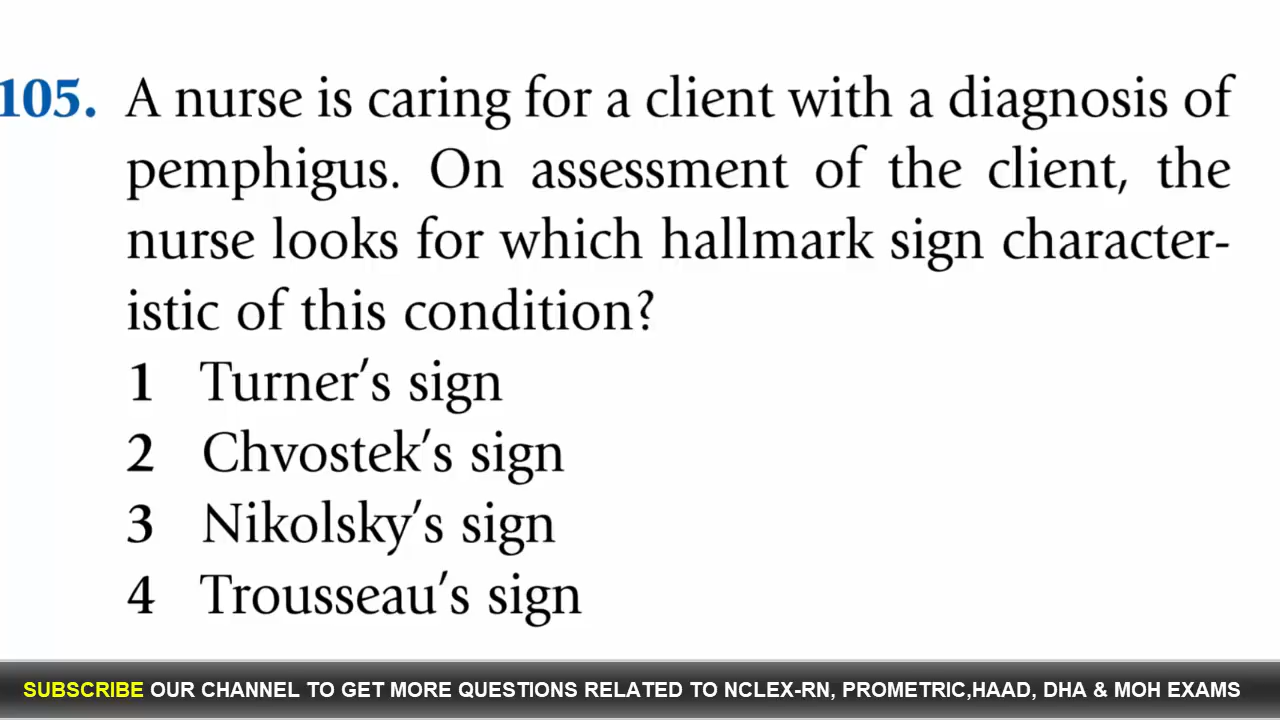 105. A nurse is caring for a client with a diagnosis of
pemphigus. On assessment of the client, the
nurse looks for which hallmark sign character-
istic of this condition?
1 Turner's sign
2 Chvostek's sign
3 Nikolsky's sign
4 Trousseau's sign
SUBSCRIBE OUR CHANNEL TO GET MORE QUESTIONS RELATED TO NCLEX-RN, PROMETRIC,HAAD, DHA & MOH EXAMS